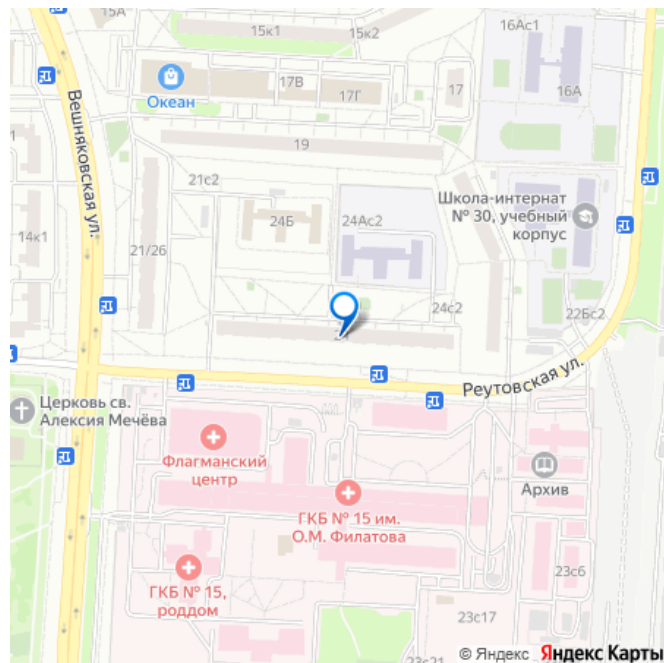 15А
15к1
15к2
16Ас1
17В
Океан
17Г
17
16А
Вешняковская ул.
19
21с2
Школа-интернат
№ 30, учебный
корпус
14к1
24Б
24Ас2
21/26
24с2
22Бс2
Реутовская ул.
Церковь св.
Алексия Мечёва
Флагманский
центр
Архив
ГКБ № 15 им.
О.М. Филатова
ГКБ № 15,
роддом
23с6
23с17
23с21
© Яндекс Яндекс Карты